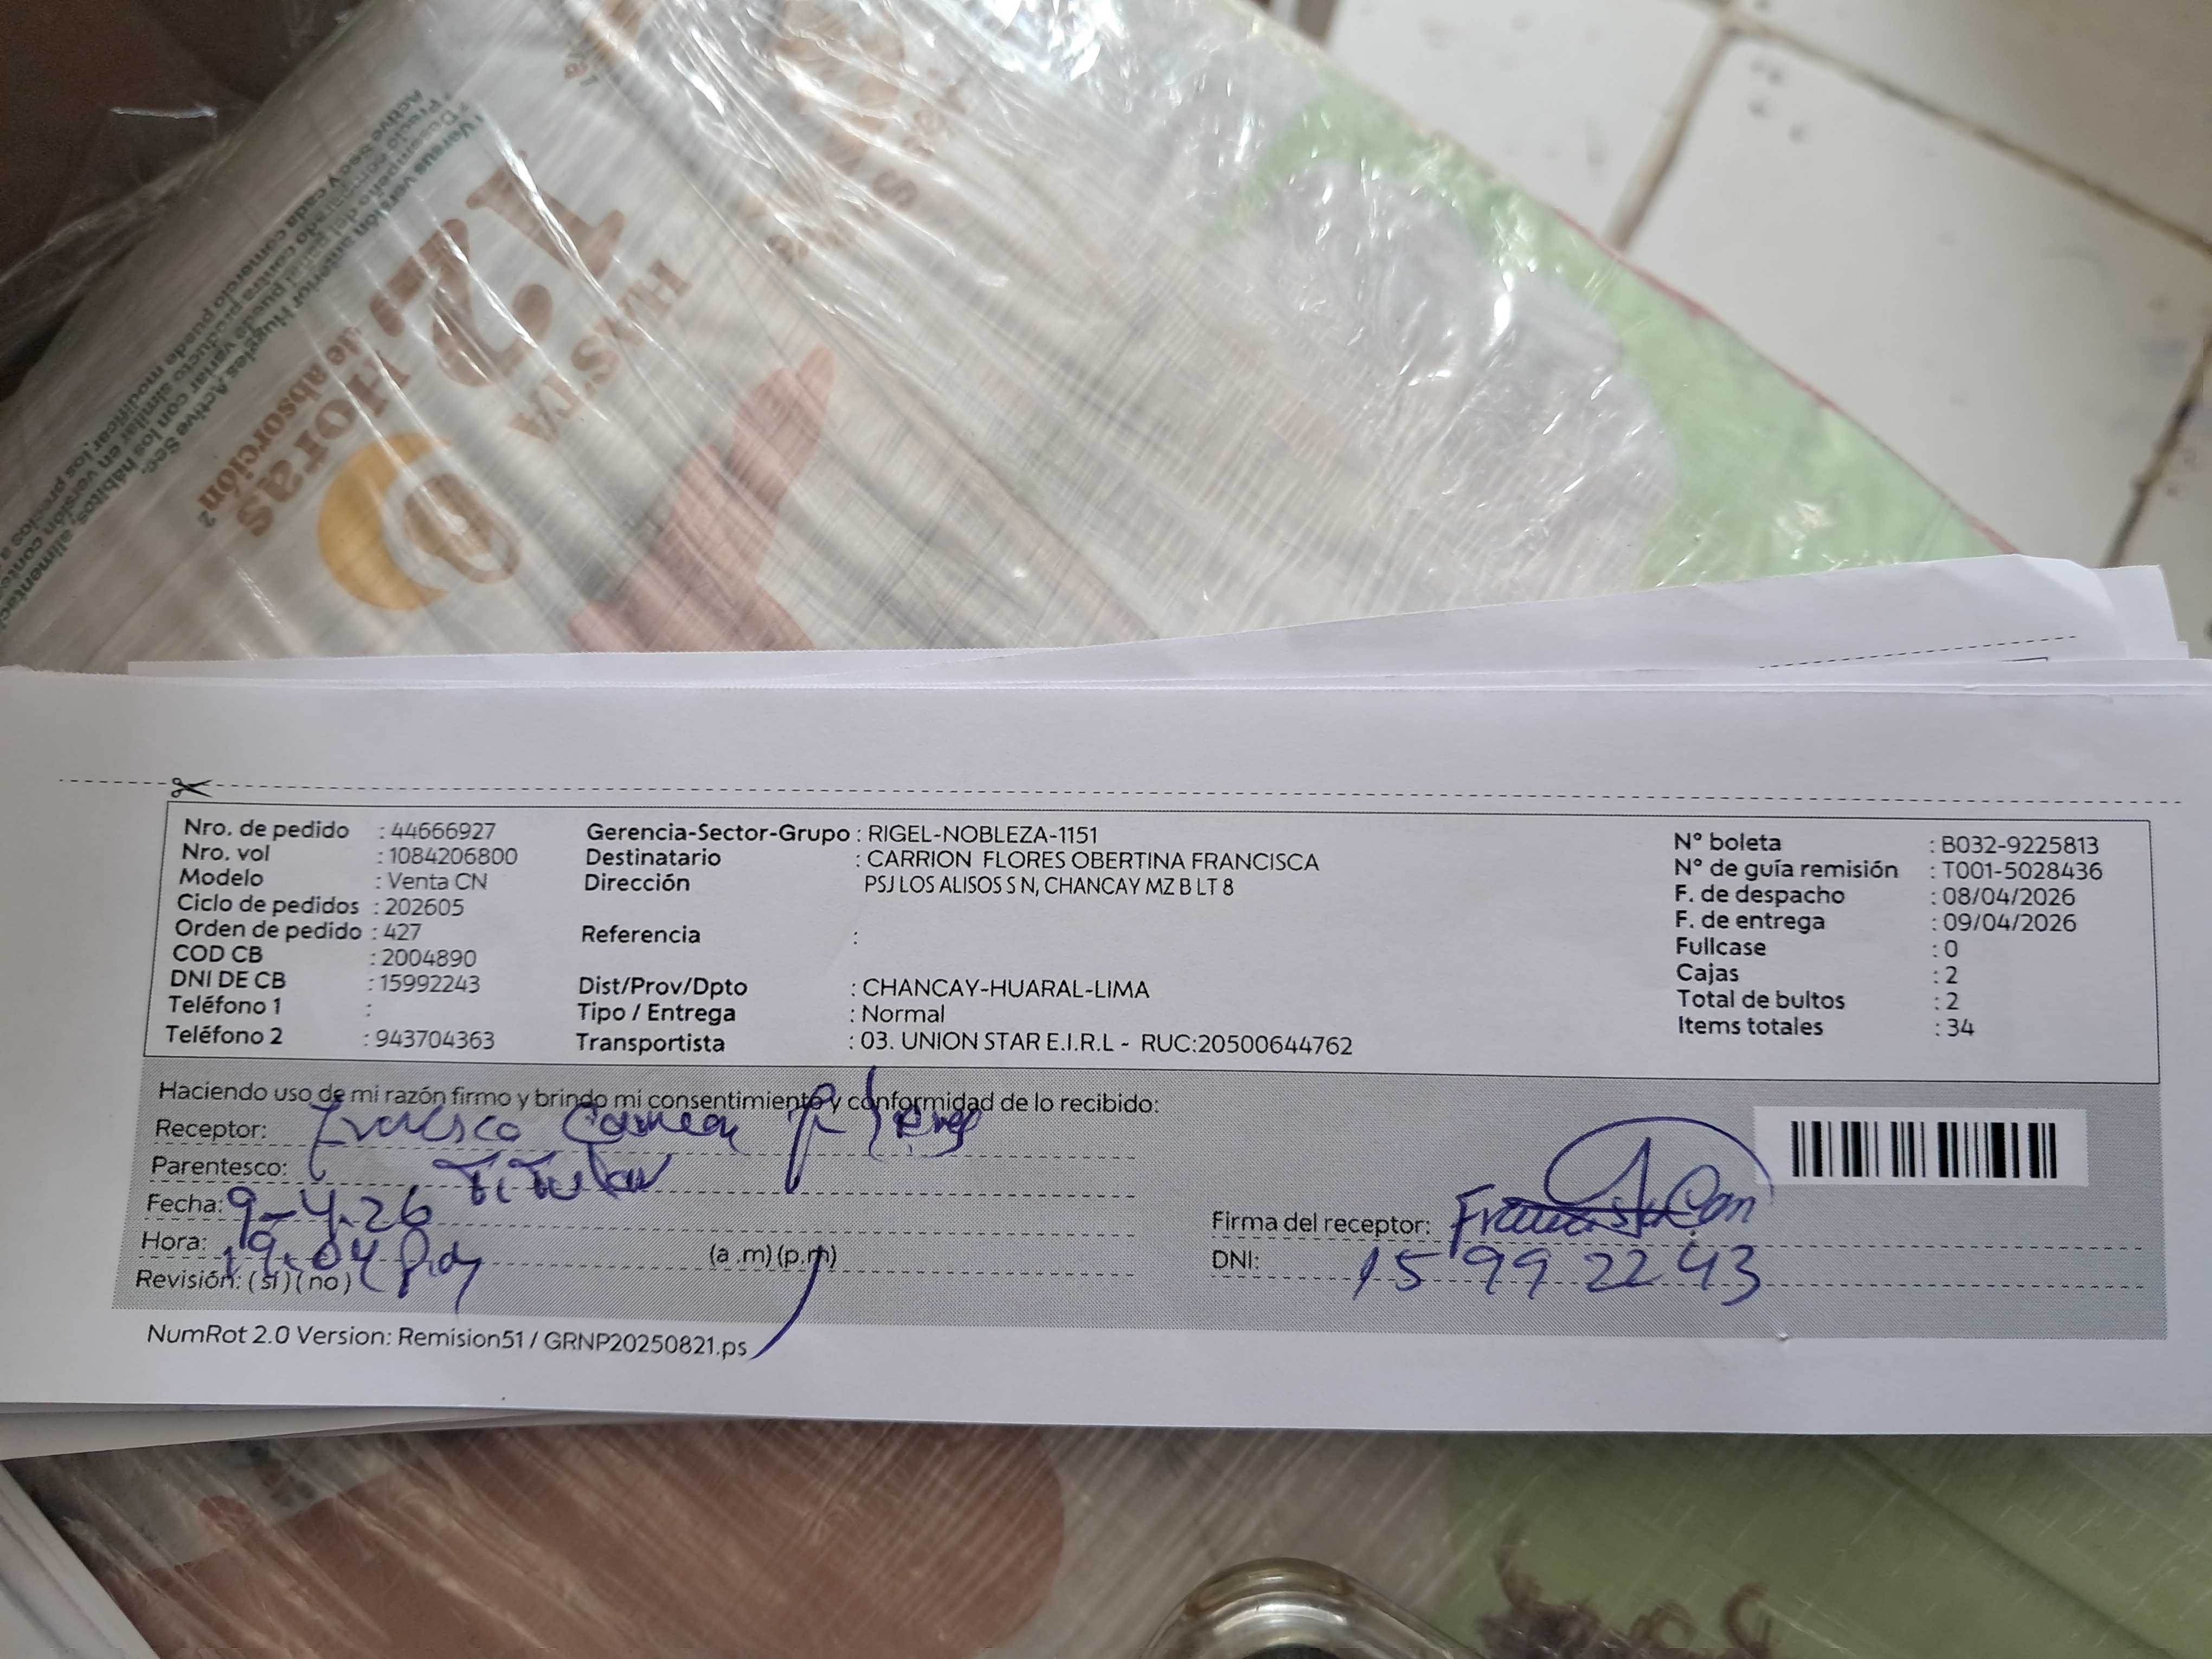 HASTA
12
Horas
de absorción²
Nro. de pedido : 44666927
Nro. vol : 1084206800
Modelo : Venta CN
Ciclo de pedidos : 202605
Orden de pedido : 427
COD CB : 2004890
DNI DE CB : 15992243
Teléfono 1 :
Teléfono 2 : 943704363
Gerencia-Sector-Grupo : RIGEL-NOBLEZA-1151
Destinatario : CARRION FLORES OBERTINA FRANCISCA
Dirección PSJ LOS ALISOS S N, CHANCAY MZ B LT 8
Referencia :
Dist/Prov/Dpto : CHANCAY-HUARAL-LIMA
Tipo / Entrega : Normal
Transportista : 03. UNION STAR E.I.R.L - RUC:20500644762
N° boleta : B032-9225813
N° de guía remisión : T001-5028436
F. de despacho : 08/04/2026
F. de entrega : 09/04/2026
Fullcase : 0
Cajas : 2
Total de bultos : 2
Items totales : 34
Haciendo uso de mi razón firmo y brindo mi consentimiento y conformidad de lo recibido:
Receptor:
Parentesco: Titular
Fecha: 9-4-26
Hora: 19:04 (a .m) (p.m)
Revisión: (si) (no)
Firma del receptor:
DNI: 15992243
NumRot 2.0 Version: Remision51 / GRNP20250821.ps